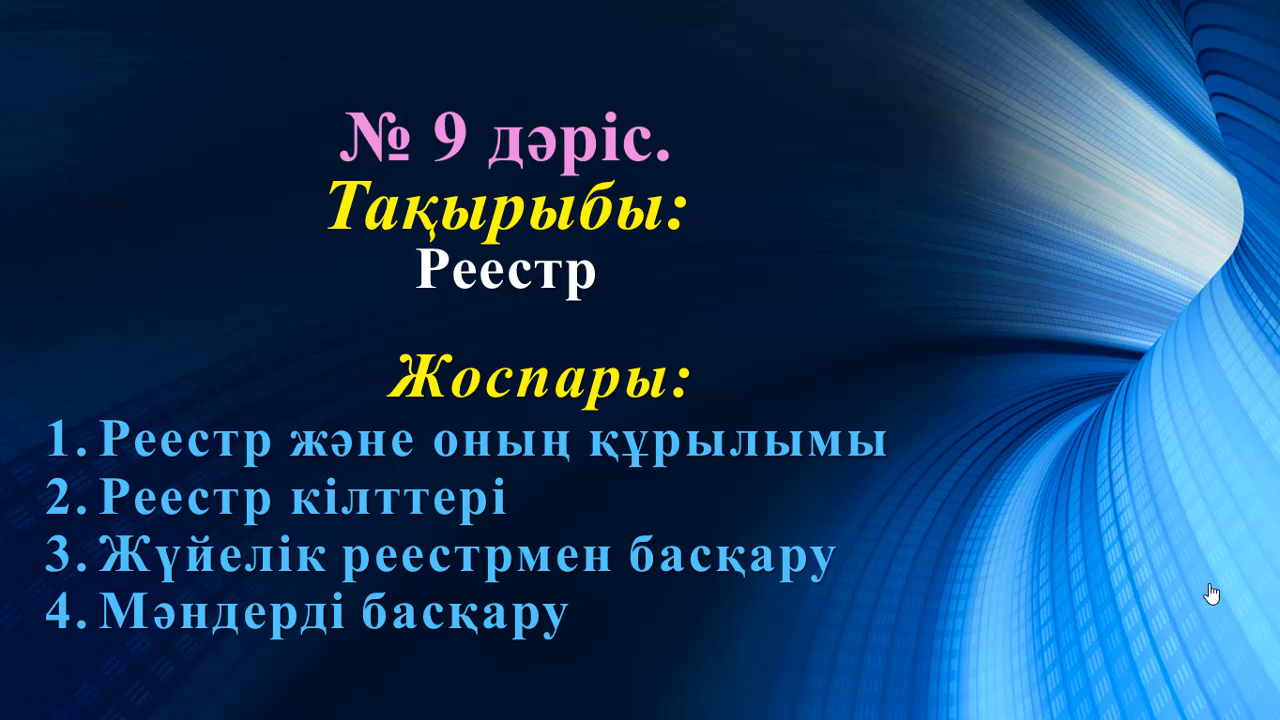 № 9 дәріс.
Тақырыбы:
Реестр
Жоспары:
1. Реестр және оның құрылымы
2. Реестр кілттері
3. Жүйелік реестрмен басқару
4. Мәндерді басқару